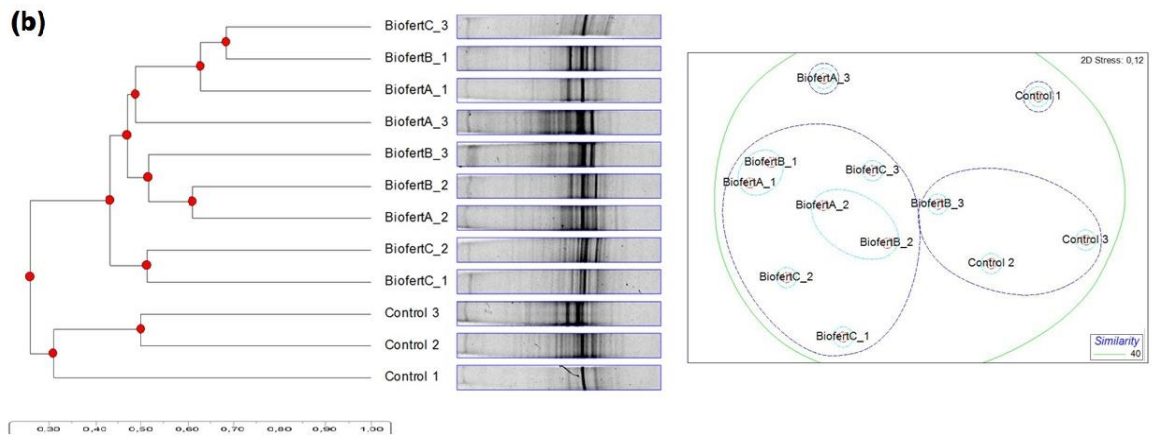 (b)
BiofertC_3
BiofertB_1
BiofertA_1
BiofertA_3
BiofertB_3
BiofertB_2
BiofertA_2
BiofertC_2
BiofertC_1
Control 3
Control 2
Control 1
0,30 0,40 0,50 0,60 0,70 0,80 0,90 1,00
2D Stress: 0,12
BiofertA_3
Control 1
BiofertB_1
BiofertC_3
BiofertA_1
BiofertA_2
BiofertB_3
BiofertB_2
Control 3
Control 2
BiofertC_2
BiofertC_1
Similarity
40